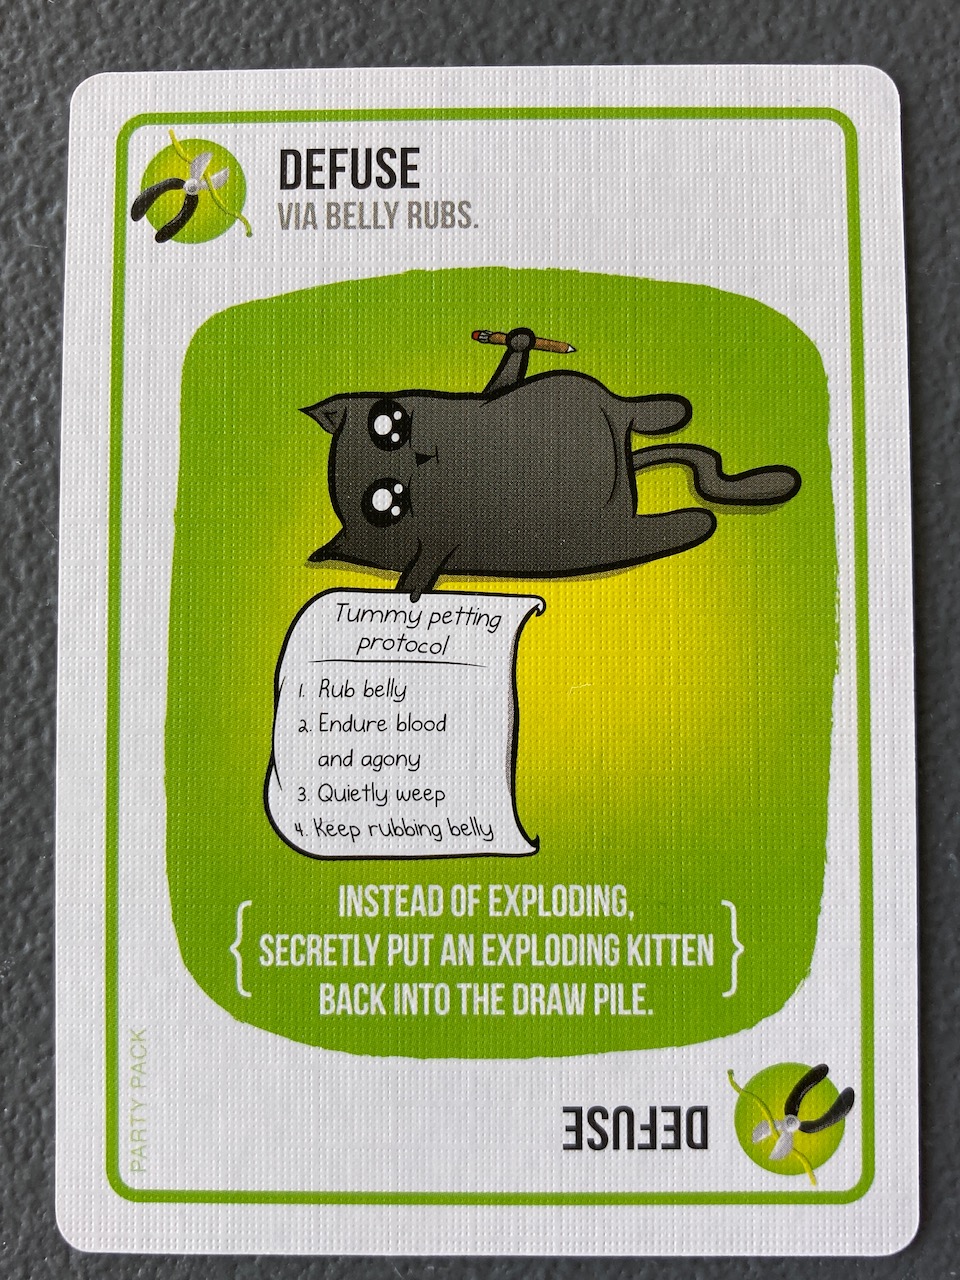 DEFUSE
VIA BELLY RUBS.
Tummy petting
protocol
1. Rub belly
2. Endure blood
and agony
3. Quietly weep
4. Keep rubbing belly
{ INSTEAD OF EXPLODING,
SECRETLY PUT AN EXPLODING KITTEN
BACK INTO THE DRAW PILE. }
PARTY PACK
DEFUSE